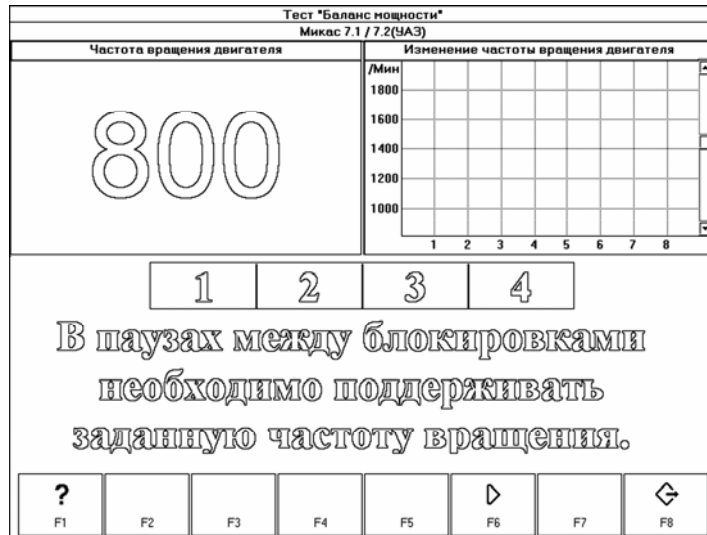 Тест "Баланс мощности"
Микас 7.1 / 7.2(УАЗ)
Частота вращения двигателя
800
Изменение частоты вращения двигателя
/Мин
1800
1600
1400
1200
1000
1 2 3 4 5 6 7 8
1 2 3 4
В паузах между блокировками
необходимо поддерживать
заданную частоту вращения.
?
F1 F2 F3 F4 F5 F6 F7 F8